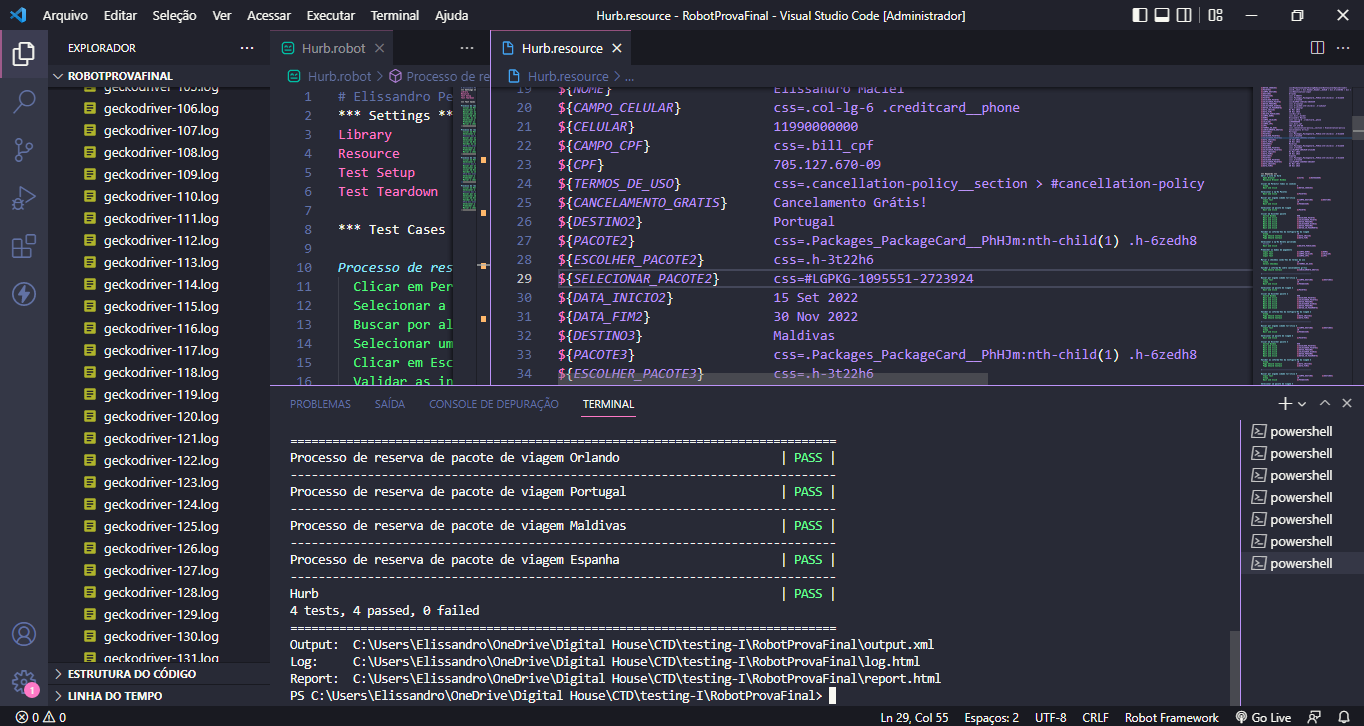 Arquivo Editar Seleção Ver Acessar Executar Terminal Ajuda
Hurb.resource - RobotProvaFinal - Visual Studio Code [Administrador]
EXPLORADOR
ROBOTPROVAFINAL
geckodriver-105.log
geckodriver-106.log
geckodriver-107.log
geckodriver-108.log
geckodriver-109.log
geckodriver-110.log
geckodriver-111.log
geckodriver-112.log
geckodriver-113.log
geckodriver-114.log
geckodriver-115.log
geckodriver-116.log
geckodriver-117.log
geckodriver-118.log
geckodriver-119.log
geckodriver-120.log
geckodriver-121.log
geckodriver-122.log
geckodriver-123.log
geckodriver-124.log
geckodriver-125.log
geckodriver-126.log
geckodriver-127.log
geckodriver-128.log
geckodriver-129.log
geckodriver-130.log
geckodriver-131.log
ESTRUTURA DO CÓDIGO
LINHA DO TEMPO
Hurb.robot
Hurb.robot > Processo de re
1 # Elissandro Pe
2 *** Settings **
3 Library
4 Resource
5 Test Setup
6 Test Teardown
7
8 *** Test Cases
9
10 Processo de res
11 Clicar em Per
12 Selecionar a
13 Buscar por al
14 Selecionar um
15 Clicar em Esc
16 Validar as in
Hurb.resource
Hurb.resource > ...
19 ${NOME} Elissandro Maciel
20 ${CAMPO_CELULAR} css=.col-lg-6 .creditcard__phone
21 ${CELULAR} 11990000000
22 ${CAMPO_CPF} css=.bill_cpf
23 ${CPF} 705.127.670-09
24 ${TERMOS_DE_USO} css=.cancellation-policy__section > #cancellation-policy
25 ${CANCELAMENTO_GRATIS} Cancelamento Grátis!
26 ${DESTINO2} Portugal
27 ${PACOTE2} css=.Packages_PackageCard__PhHJm:nth-child(1) .h-6zedh8
28 ${ESCOLHER_PACOTE2} css=.h-3t22h6
29 ${SELECIONAR_PACOTE2} css=#LGPKG-1095551-2723924
30 ${DATA_INICIO2} 15 Set 2022
31 ${DATA_FIM2} 30 Nov 2022
32 ${DESTINO3} Maldivas
33 ${PACOTE3} css=.Packages_PackageCard__PhHJm:nth-child(1) .h-6zedh8
34 ${ESCOLHER_PACOTE3} css=.h-3t22h6
PROBLEMAS SAÍDA CONSOLE DE DEPURAÇÃO TERMINAL
==============================================================================
Processo de reserva de pacote de viagem Orlando | PASS |
------------------------------------------------------------------------------
Processo de reserva de pacote de viagem Portugal | PASS |
------------------------------------------------------------------------------
Processo de reserva de pacote de viagem Maldivas | PASS |
------------------------------------------------------------------------------
Processo de reserva de pacote de viagem Espanha | PASS |
------------------------------------------------------------------------------
Hurb | PASS |
4 tests, 4 passed, 0 failed
==============================================================================
Output: C:\Users\Elissandro\OneDrive\Digital House\CTD\testing-I\RobotProvaFinal\output.xml
Log: C:\Users\Elissandro\OneDrive\Digital House\CTD\testing-I\RobotProvaFinal\log.html
Report: C:\Users\Elissandro\OneDrive\Digital House\CTD\testing-I\RobotProvaFinal\report.html
PS C:\Users\Elissandro\OneDrive\Digital House\CTD\testing-I\RobotProvaFinal>
powershell
powershell
powershell
powershell
powershell
powershell
powershell
1
0 0
Ln 29, Col 55 Espaços: 2 UTF-8 CRLF Robot Framework Go Live